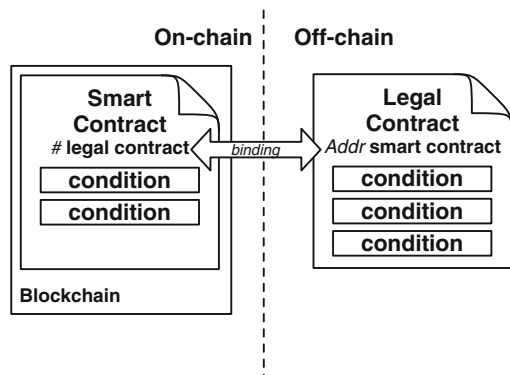 On-chain
Off-chain
Smart
Contract
# legal contract
condition
condition
Blockchain
binding
Legal
Contract
Addr smart contract
condition
condition
condition